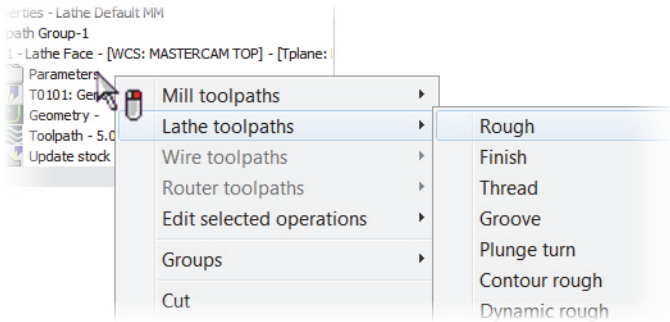 erties - Lathe Default MM
path Group-1
1 - Lathe Face - [WCS: MASTERCAM TOP] - [Tplane:
Parameters
T0101: Gen
Geometry -
Toolpath - 5.0
Update stock
Mill toolpaths
Lathe toolpaths
Wire toolpaths
Router toolpaths
Edit selected operations
Groups
Cut
Rough
Finish
Thread
Groove
Plunge turn
Contour rough
Dynamic rough